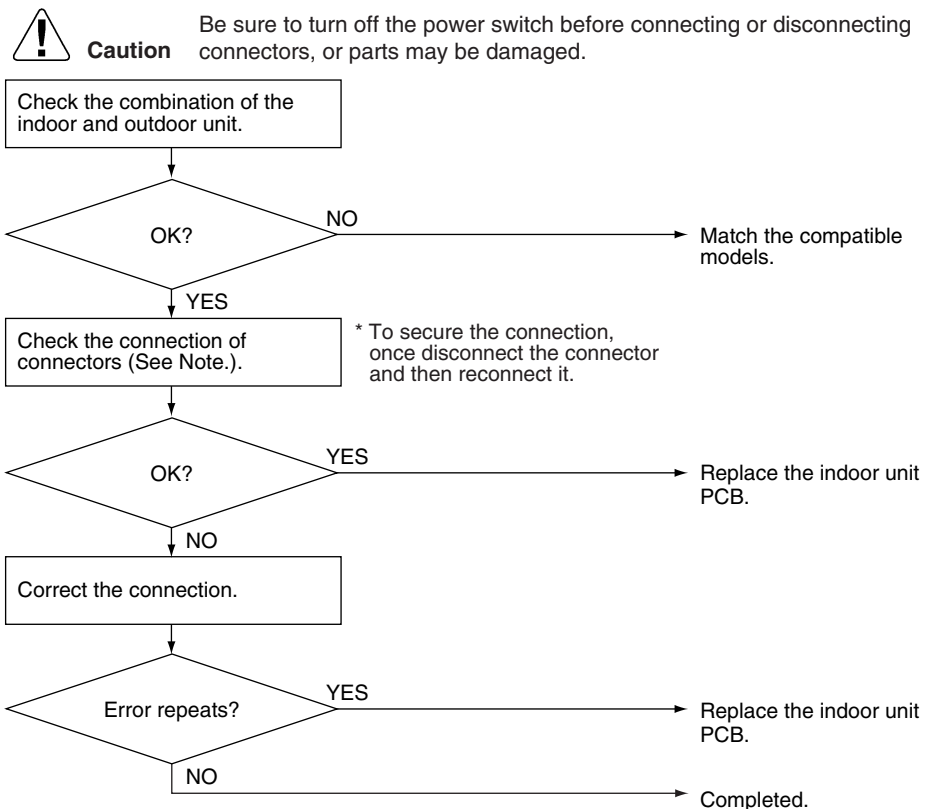 Be sure to turn off the power switch before connecting or disconnecting
Caution connectors, or parts may be damaged.
Check the combination of the
indoor and outdoor unit.
OK?
NO
Match the compatible
models.
YES
Check the connection of
connectors (See Note.).
* To secure the connection,
once disconnect the connector
and then reconnect it.
OK?
YES
Replace the indoor unit
PCB.
NO
Correct the connection.
Error repeats?
YES
Replace the indoor unit
PCB.
NO
Completed.